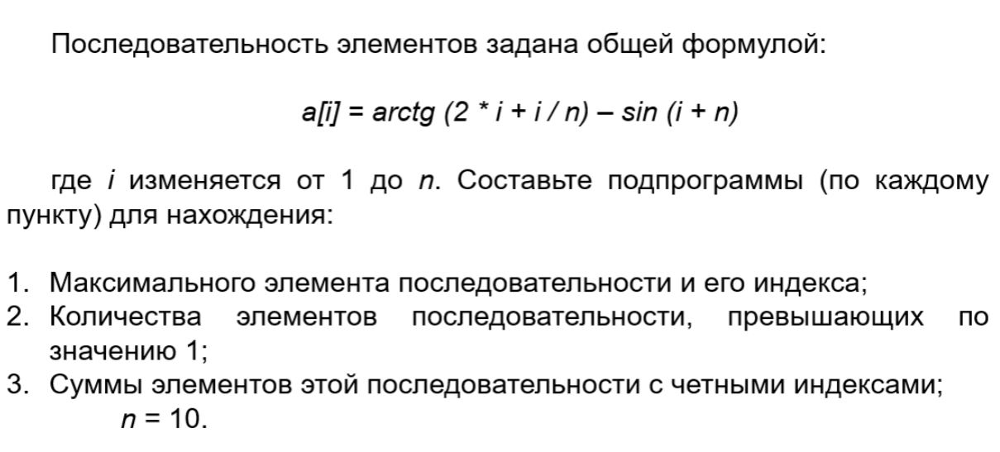 Последовательность элементов задана общей формулой:
a[i] = arctg (2 * i + i / n) – sin (i + n)
где i изменяется от 1 до n. Составьте подпрограммы (по каждому
пункту) для нахождения:
1. Максимального элемента последовательности и его индекса;
2. Количества элементов последовательности, превышающих по
значению 1;
3. Суммы элементов этой последовательности с четными индексами;
n = 10.